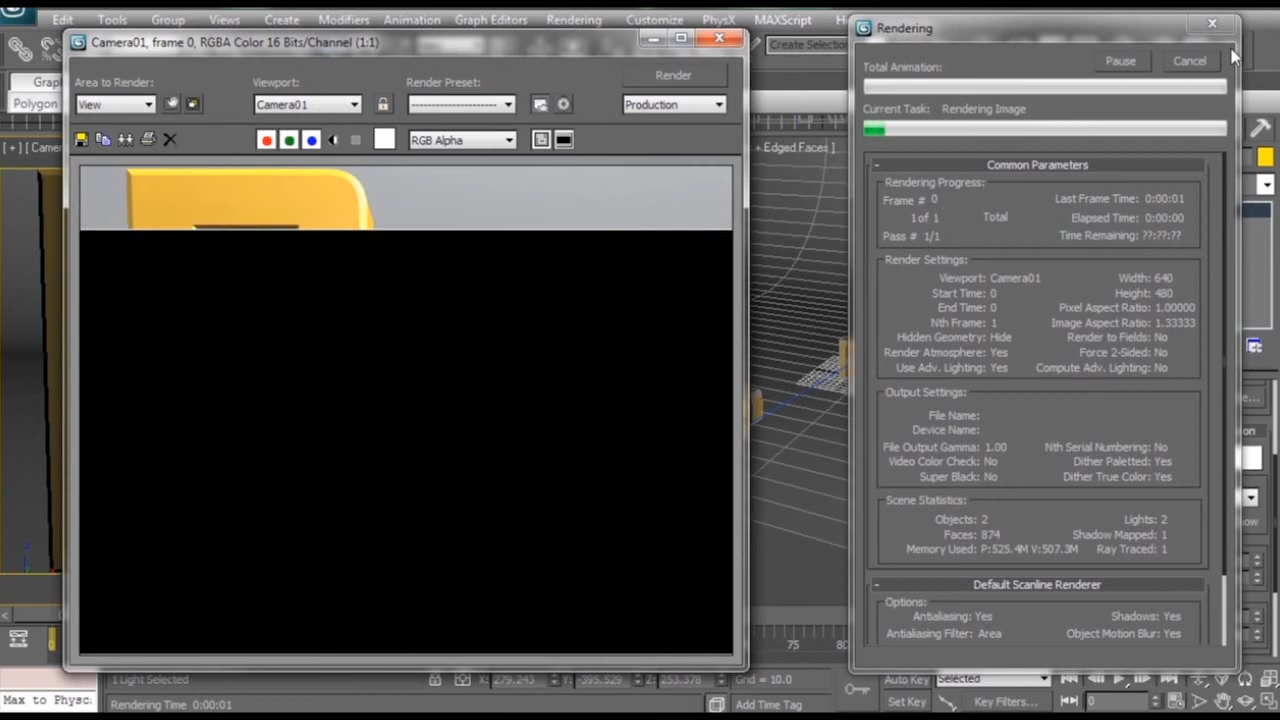 Edit Tools Group Views Create Modifiers Animation Graph Editors Rendering Customize PhysX MAXScript
Camera01, frame 0, RGBA Color 16 Bits/Channel (1:1)
Rendering
Create Selection
Total Animation:
Pause
Cancel
Area to Render:
Viewport:
Render Preset:
Render
View
Camera01
Production
Current Task: Rendering Image
RGB Alpha
Polygon
[ + ] [ Camera
+ Edged Faces ]
- Common Parameters
Rendering Progress:
Frame # 0
Last Frame Time: 0:00:01
1 of 1 Total
Elapsed Time: 0:00:00
Pass # 1/1
Time Remaining: ??:??:??
Render Settings:
Viewport: Camera01
Width: 640
Start Time: 0
Height: 480
End Time: 0
Pixel Aspect Ratio: 1.00000
Nth Frame: 1
Image Aspect Ratio: 1.33333
Hidden Geometry: Hide
Render to Fields: No
Render Atmosphere: Yes
Force 2-Sided: No
Use Adv. Lighting: Yes
Compute Adv. Lighting: No
Output Settings:
File Name:
Device Name:
File Output Gamma: 1.00
Nth Serial Numbering: No
Video Color Check: No
Dither Paletted: Yes
Super Black: No
Dither True Color: Yes
Scene Statistics:
Objects: 2
Lights: 2
Faces: 874
Shadow Mapped: 1
Memory Used: P:525.4M V:507.3M
Ray Traced: 1
- Default Scanline Renderer
Options:
Antialiasing: Yes
Shadows: Yes
Antialiasing Filter: Area
Object Motion Blur: Yes
75
80
1 Light Selected
X: 279.243
Y: -395.529
Z: 253.378
Grid = 10.0
Auto Key
Selected
Max to Physc
Rendering Time 0:00:01
Add Time Tag
Set Key
Key Filters...
0